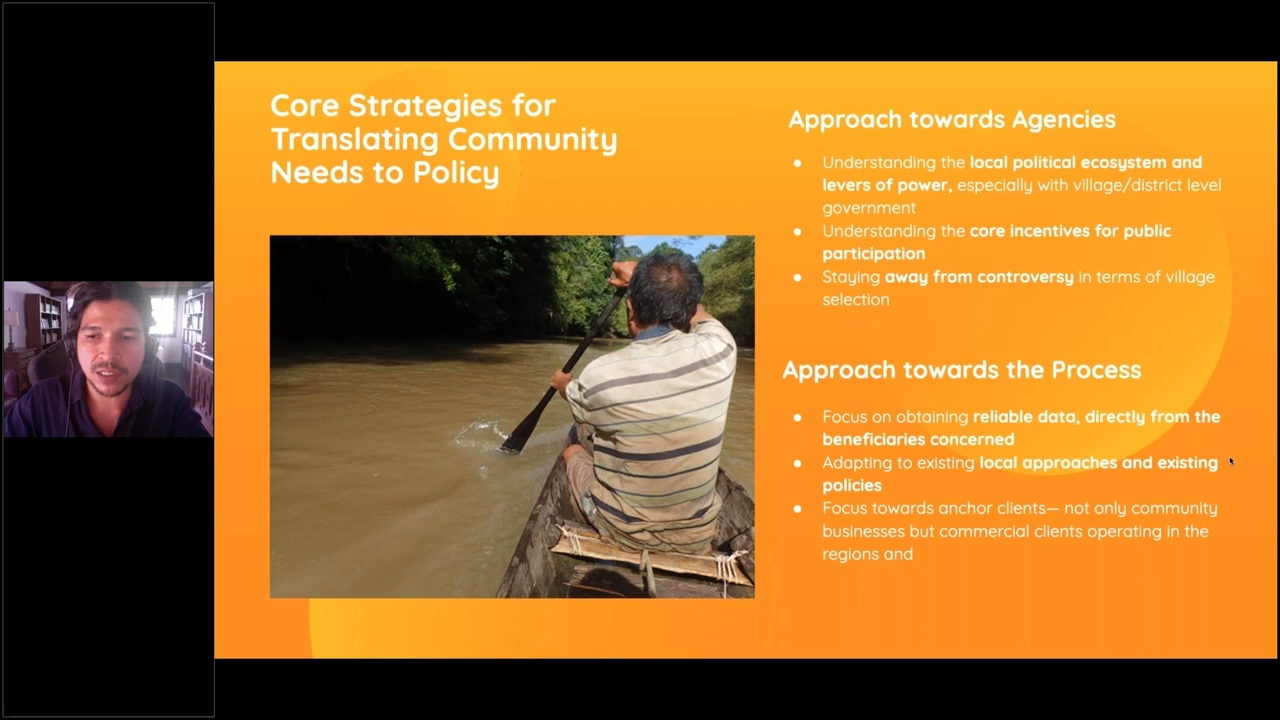 Core Strategies for
Translating Community
Needs to Policy
Approach towards Agencies
● Understanding the local political ecosystem and
levers of power, especially with village/district level
government
● Understanding the core incentives for public
participation
● Staying away from controversy in terms of village
selection
Approach towards the Process
● Focus on obtaining reliable data, directly from the
beneficiaries concerned
● Adapting to existing local approaches and existing
policies
● Focus towards anchor clients— not only community
businesses but commercial clients operating in the
regions and